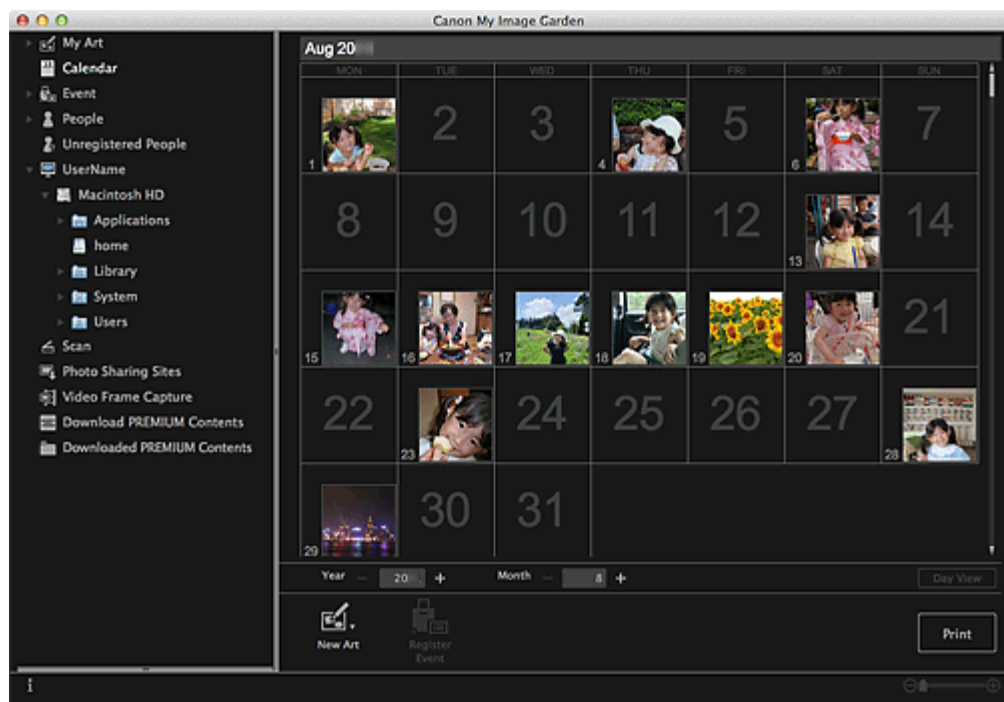 Canon My Image Garden
My Art
Calendar
Event
People
Unregistered People
UserName
Macintosh HD
Applications
home
Library
System
Users
Scan
Photo Sharing Sites
Video Frame Capture
Download PREMIUM Contents
Downloaded PREMIUM Contents
Aug 20
MON TUE WED THU FRI SAT SUN
1 2 3 4 5 6 7
8 9 10 11 12 13 14
15 16 17 18 19 20 21
22 23 24 25 26 27 28
29 30 31
Year 20 Month 8 Day View
New Art Register Event Print